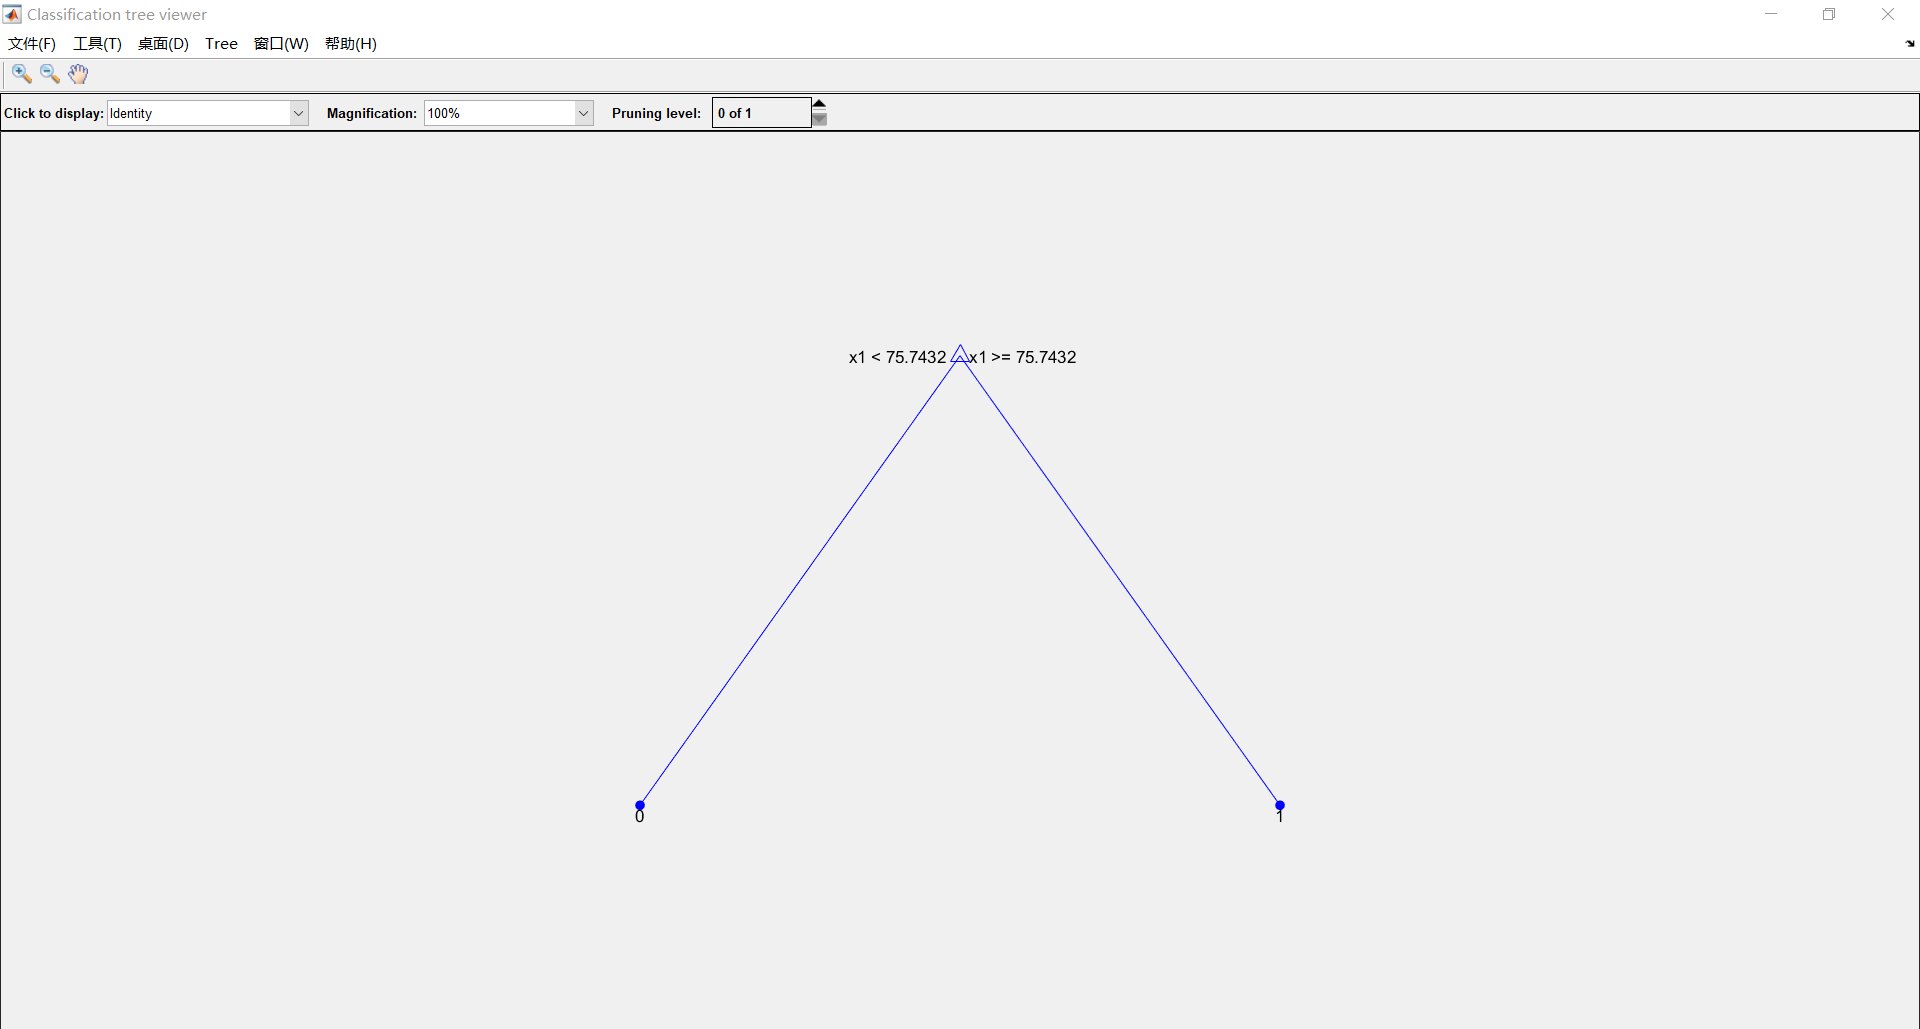 Classification tree viewer
文件(F) 工具(T) 桌面(D) Tree 窗口(W) 帮助(H)
Click to display: Identity Magnification: 100% Pruning level: 0 of 1
x1 < 75.7432 x1 >= 75.7432
0 1